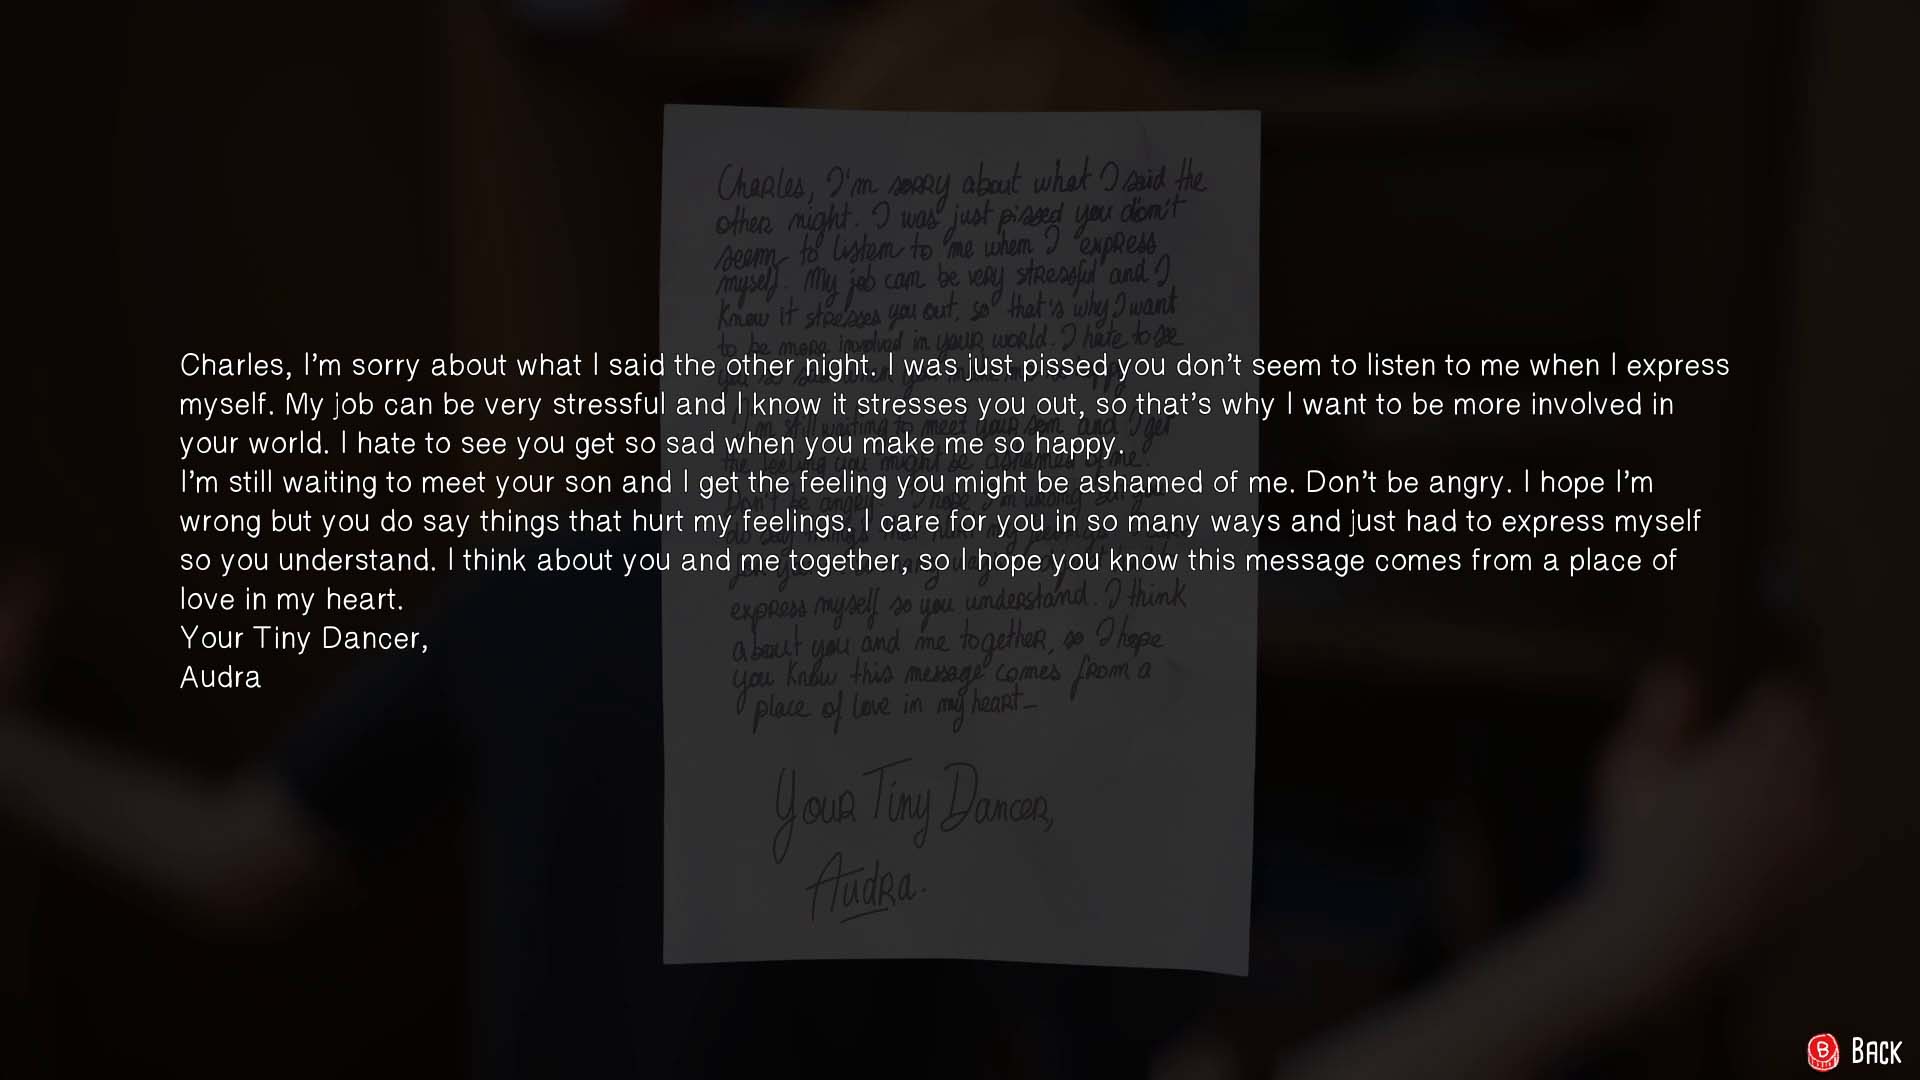 Charles, I'm sorry about what I said the other night. I was just pissed you don't seem to listen to me when I express
myself. My job can be very stressful and I know it stresses you out, so that's why I want to be more involved in
your world. I hate to see you get so sad when you make me so happy.
I'm still waiting to meet your son and I get the feeling you might be ashamed of me. Don't be angry. I hope I'm
wrong but you do say things that hurt my feelings. I care for you in so many ways and just had to express myself
so you understand. I think about you and me together, so I hope you know this message comes from a place of
love in my heart.
Your Tiny Dancer,
Audra
Charles, I'm sorry about what I said the
other night. I was just pissed you don't
seem to listen to me when I express
myself. My job can be very stressful and I
know it stresses you out, so that's why I want
to be more involved in your world. I hate to see
I'm still waiting to meet your son and I get
the feeling you might be ashamed of me.
express myself so you understand. I think
about you and me together, so I hope
you know this message comes from a
place of love in my heart_
Your Tiny Dancer,
Audra.
B Back